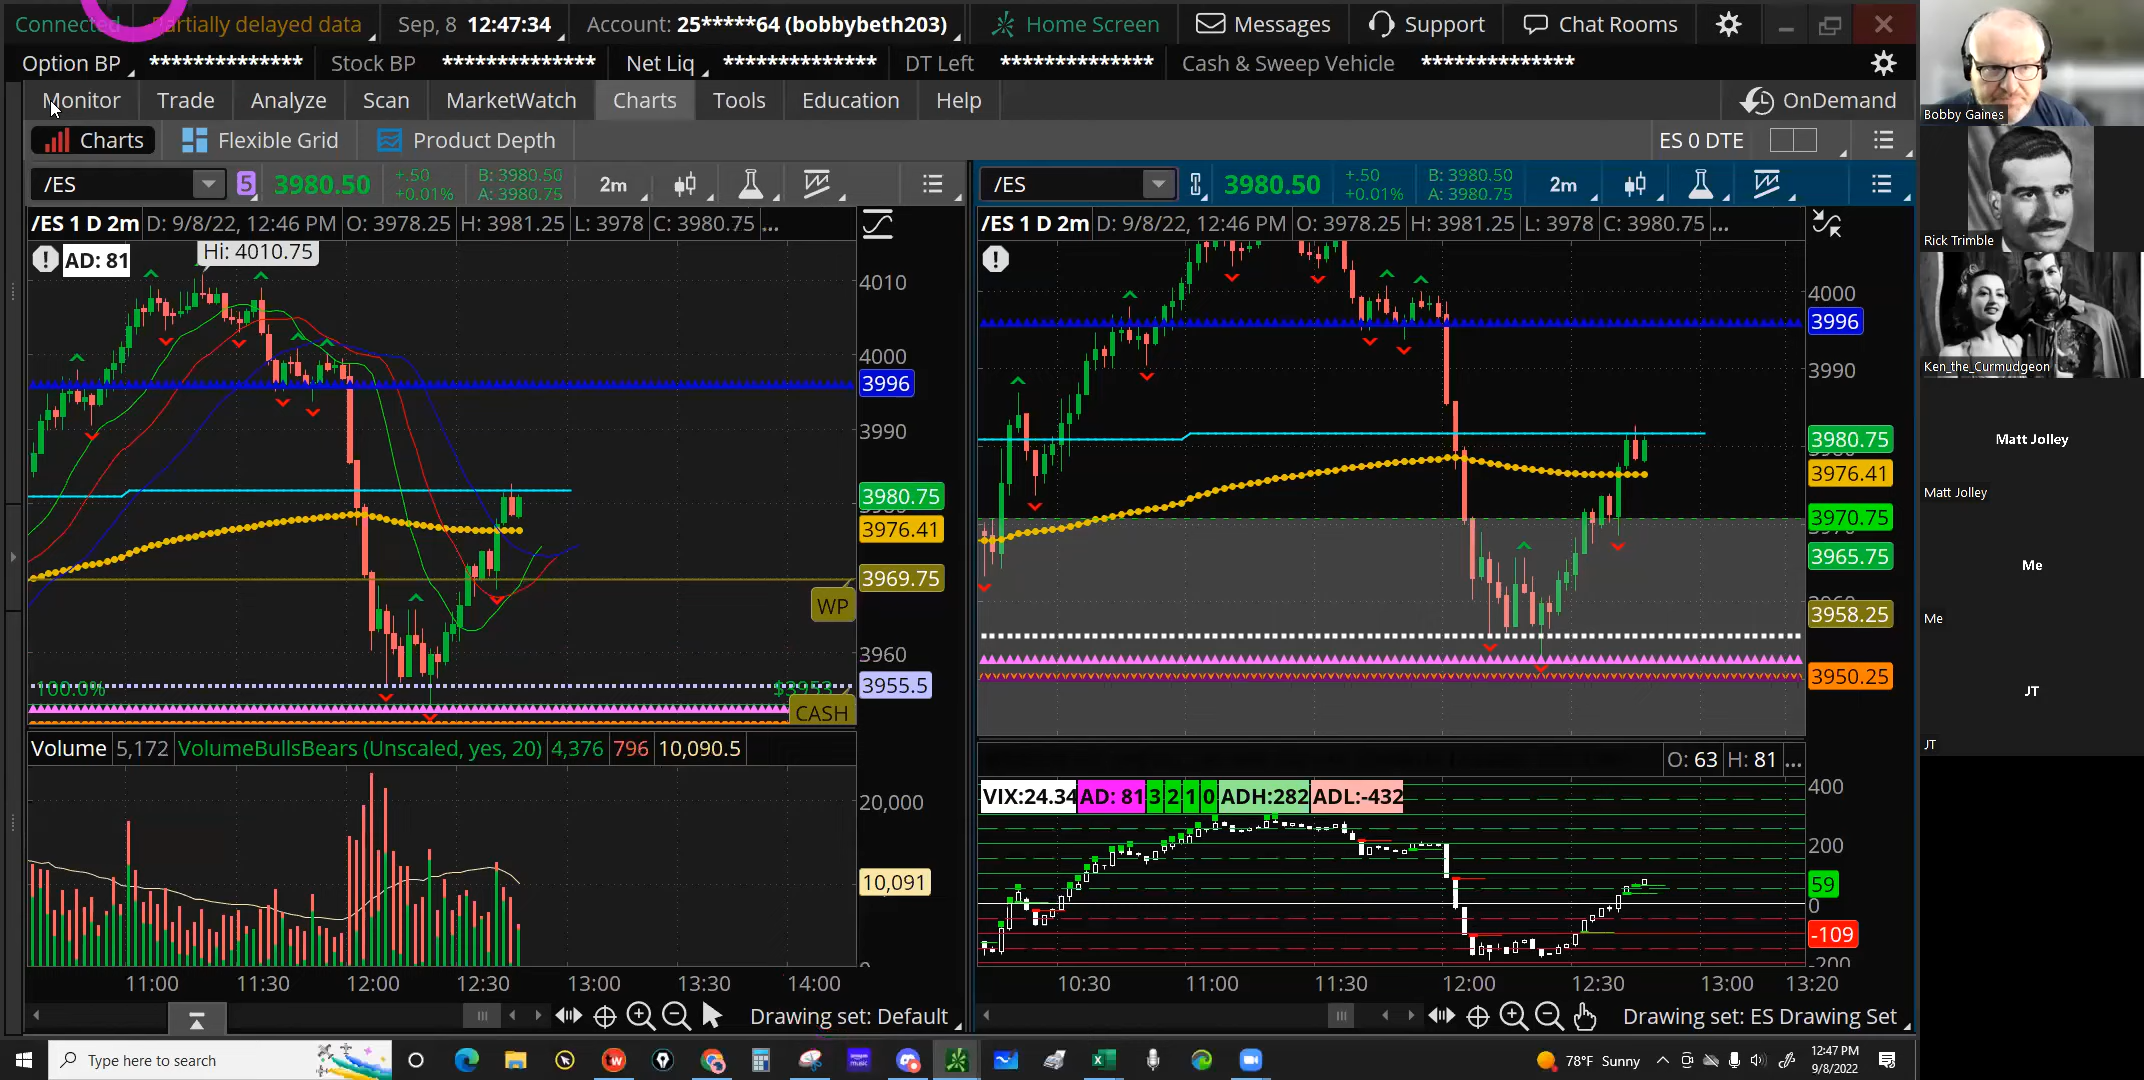 Connected Partially delayed data Sep, 8 12:47:34 Account: 25*****64 (bobbybeth203) Home Screen Messages Support Chat Rooms
Option BP ************** Stock BP ************** Net Liq ************** DT Left ************** Cash & Sweep Vehicle **************
Monitor Trade Analyze Scan MarketWatch Charts Tools Education Help OnDemand
Charts Flexible Grid Product Depth ES 0 DTE
/ES 5 3980.50 +.50 +0.01% B: 3980.50 A: 3980.75 2m
/ES 3980.50 +.50 +0.01% B: 3980.50 A: 3980.75 2m
/ES 1 D 2m D: 9/8/22, 12:46 PM O: 3978.25 H: 3981.25 L: 3978 C: 3980.75 ...
/ES 1 D 2m D: 9/8/22, 12:46 PM O: 3978.25 H: 3981.25 L: 3978 C: 3980.75 ...
AD: 81
Hi: 4010.75
4010
4000
3996
3990
3980.75
3976.41
3969.75
WP
3960
100.0%
3955.5
CASH
4000
3996
3990
3980.75
3976.41
3970.75
3965.75
3958.25
3950.25
Volume 5,172 VolumeBullsBears (Unscaled, yes, 20) 4,376 796 10,090.5
20,000
10,091
11:00 11:30 12:00 12:30 13:00 13:30 14:00
O: 63 H: 81 ...
VIX:24.34 AD: 81 3 2 1 0 ADH:282 ADL:-432
400
200
59
0
-109
-200
10:30 11:00 11:30 12:00 12:30 13:00 13:20
Drawing set: Default
Drawing set: ES Drawing Set
Type here to search
78°F Sunny
12:47 PM
9/8/2022
Bobby Gaines
Rick Trimble
Ken_the_Curmudgeon
Matt Jolley
Matt Jolley
Me
Me
JT
JT